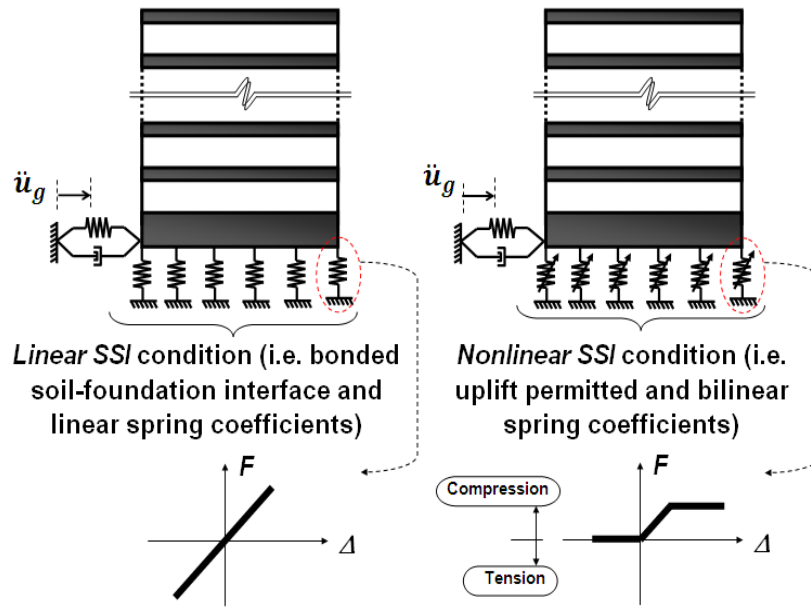 ü_g
ü_g
Linear SSI condition (i.e. bonded
soil-foundation interface and
linear spring coefficients)
Nonlinear SSI condition (i.e.
uplift permitted and bilinear
spring coefficients)
F
Δ
Compression
Tension
F
Δ